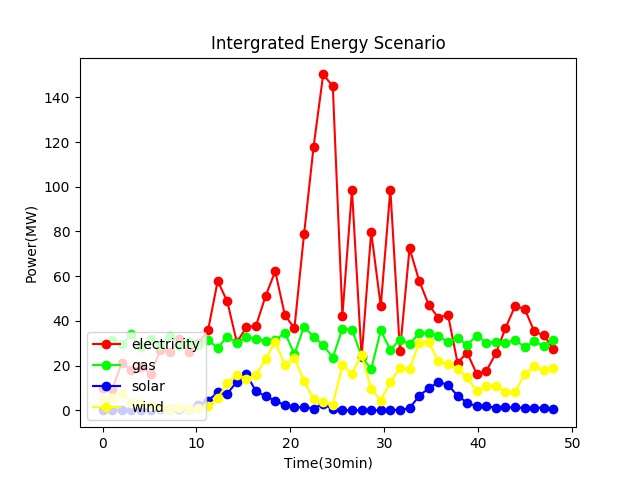 Intergrated Energy Scenario
Power(MW)
140
120
100
80
60
40
20
0
electricity
gas
solar
wind
0 10 20 30 40 50
Time(30min)